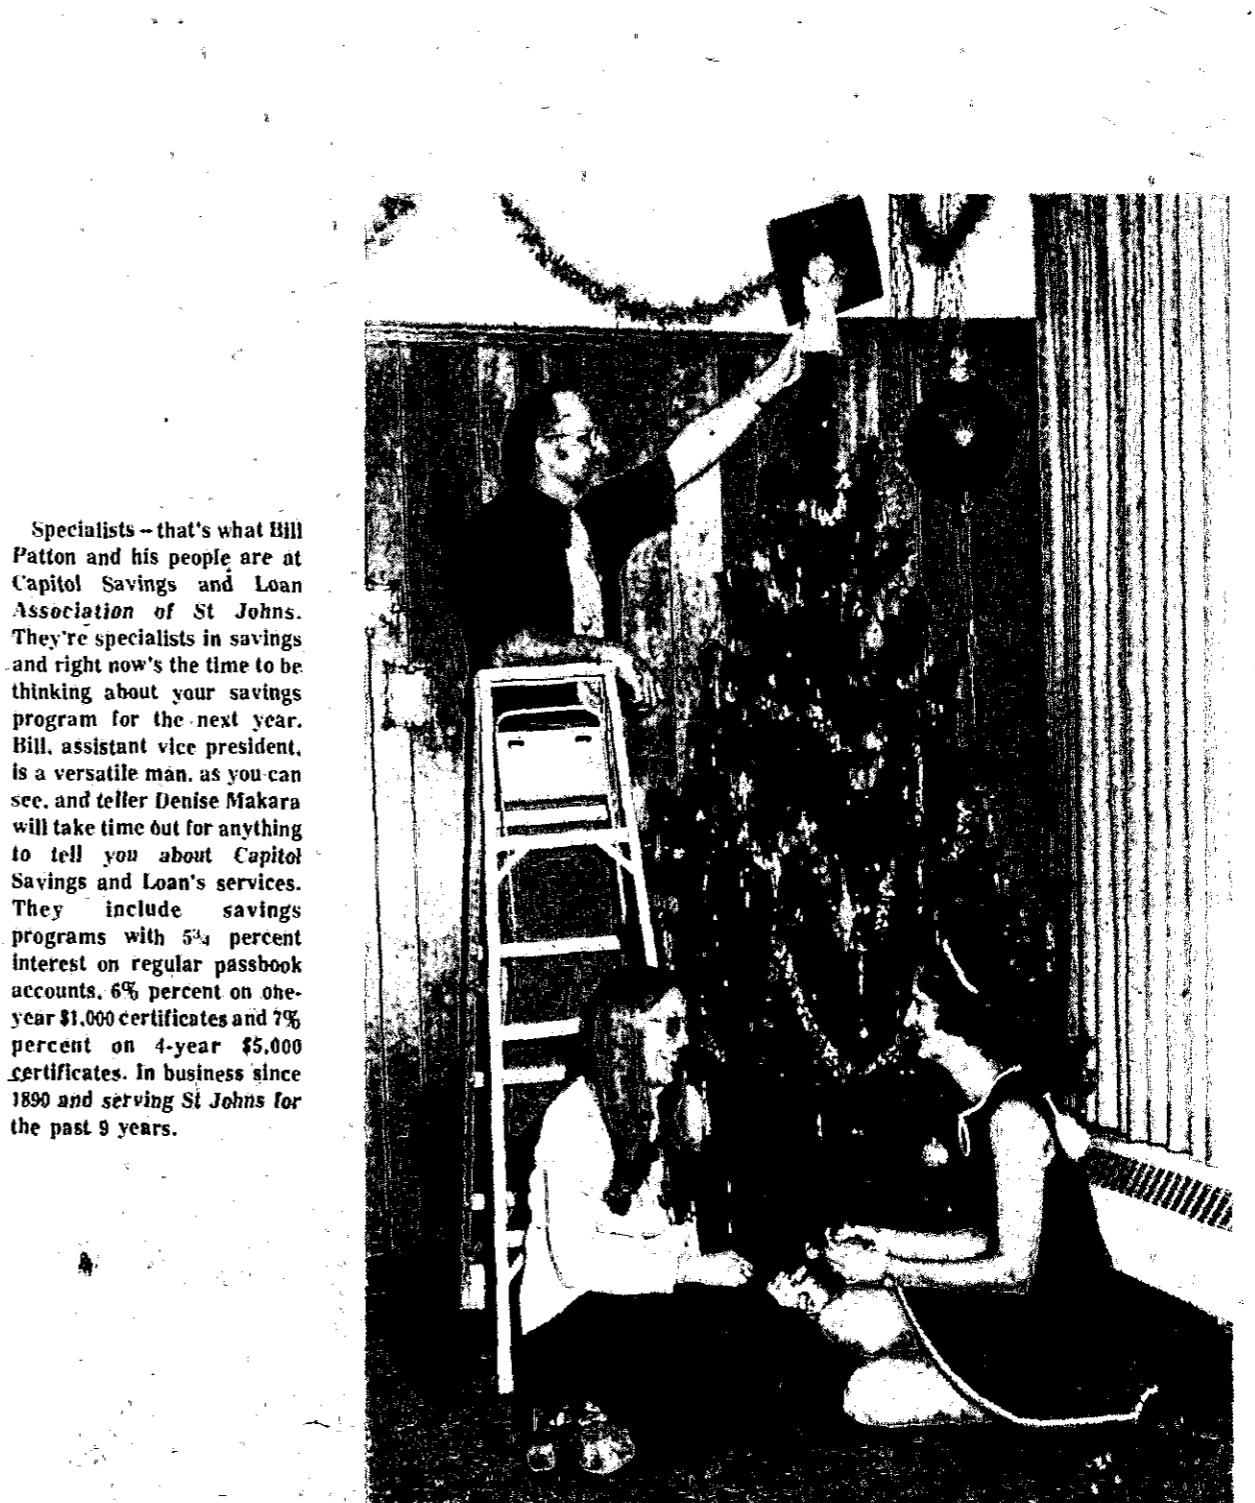 Specialists -- that's what Bill
Patton and his people are at
Capitol Savings and Loan
Association of St Johns.
They're specialists in savings
and right now's the time to be
thinking about your savings
program for the next year.
Bill, assistant vice president,
is a versatile man, as you can
see, and teller Denise Makara
will take time out for anything
to tell you about Capitol
Savings and Loan's services.
They include savings
programs with 5¾ percent
interest on regular passbook
accounts, 6% percent on one-
year $1,000 certificates and 7%
percent on 4-year $5,000
certificates. In business since
1890 and serving St Johns for
the past 9 years.